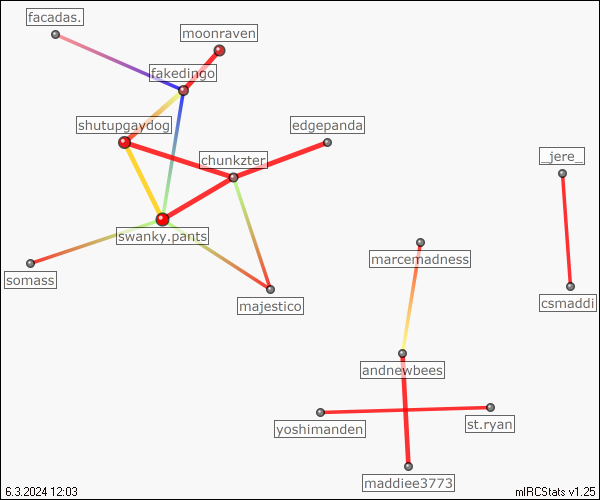 facadas.
moonraven
fakedingo
shutupgaydog
edgepanda
chunkzter
_jere_
swanky.pants
marcemadness
somass
majestico
csmaddi
andnewbees
yoshimanden
st.ryan
maddiee3773
6.3.2024 12:03
mIRCStats v1.25